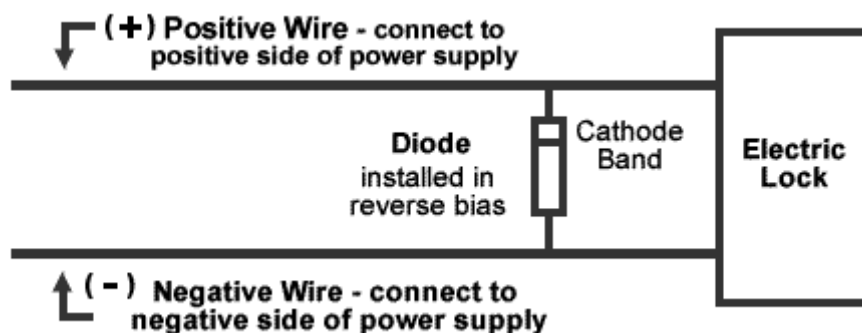 (+) Positive Wire - connect to
positive side of power supply
Diode
installed in
reverse bias
Cathode
Band
Electric
Lock
(-) Negative Wire - connect to
negative side of power supply